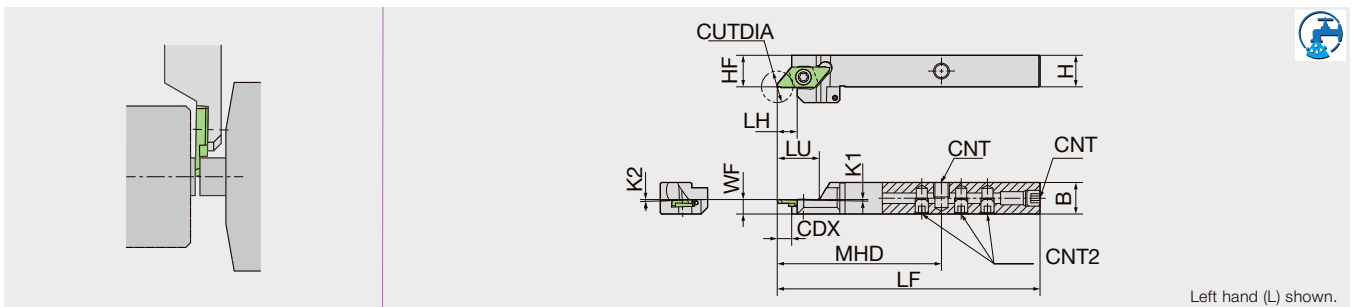 CUTDIA
HF
H
LH
LU
K1
CNT
CNT
K2
WF
B
CDX
MHD
CNT2
LF
Left hand (L) shown.